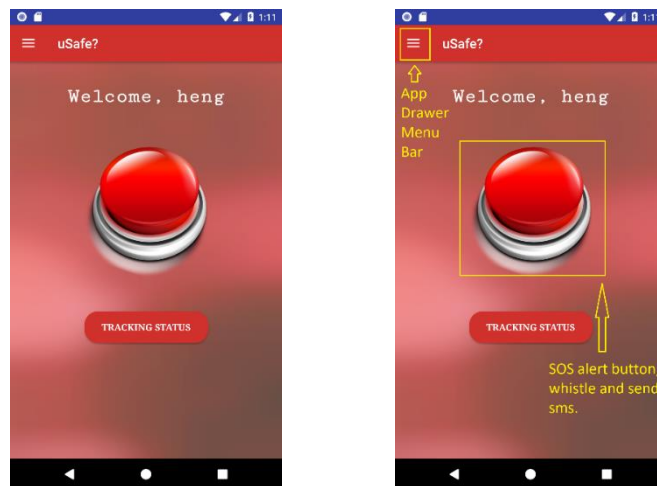 1:11
uSafe?
Welcome, heng
TRACKING STATUS
1:11
uSafe?
App
Drawer
Menu
Bar
Welcome, heng
TRACKING STATUS
SOS alert button,
whistle and send
sms.